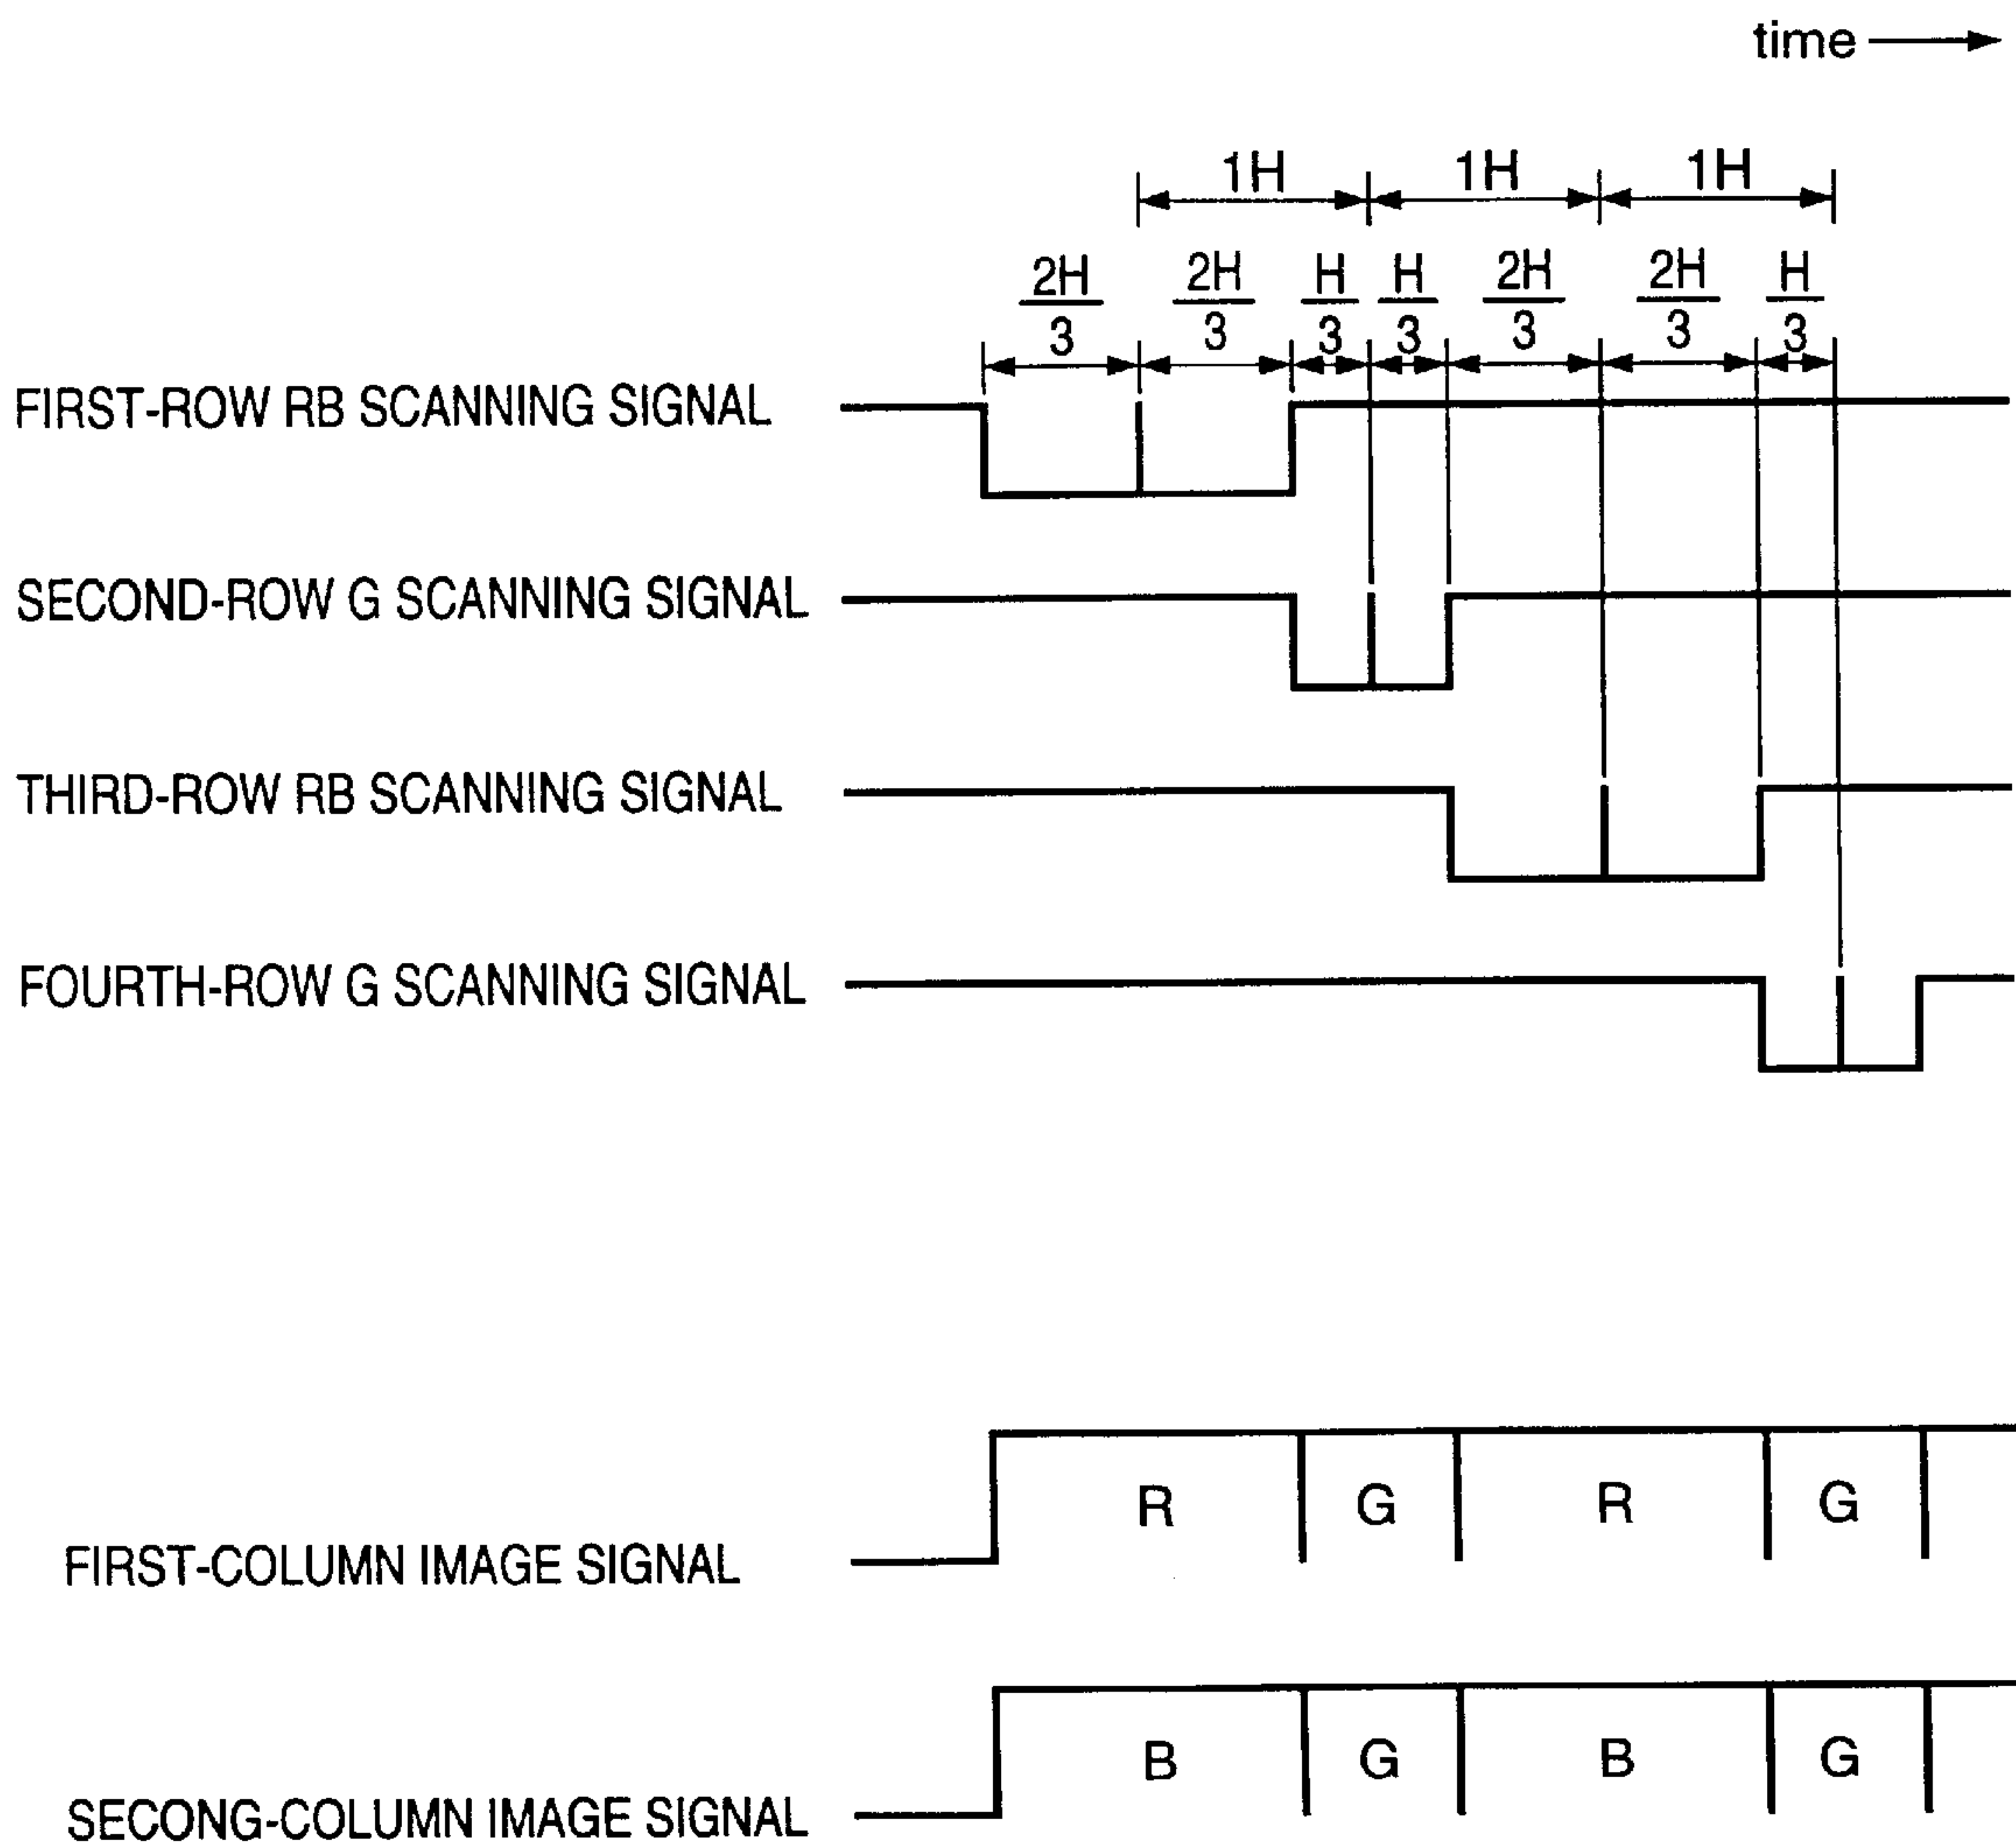 time
1H 1H 1H
2H/3 2H/3 H/3 H/3 2H/3 2H/3 H/3
FIRST-ROW RB SCANNING SIGNAL
SECOND-ROW G SCANNING SIGNAL
THIRD-ROW RB SCANNING SIGNAL
FOURTH-ROW G SCANNING SIGNAL
R G R G
FIRST-COLUMN IMAGE SIGNAL
B G B G
SECONG-COLUMN IMAGE SIGNAL